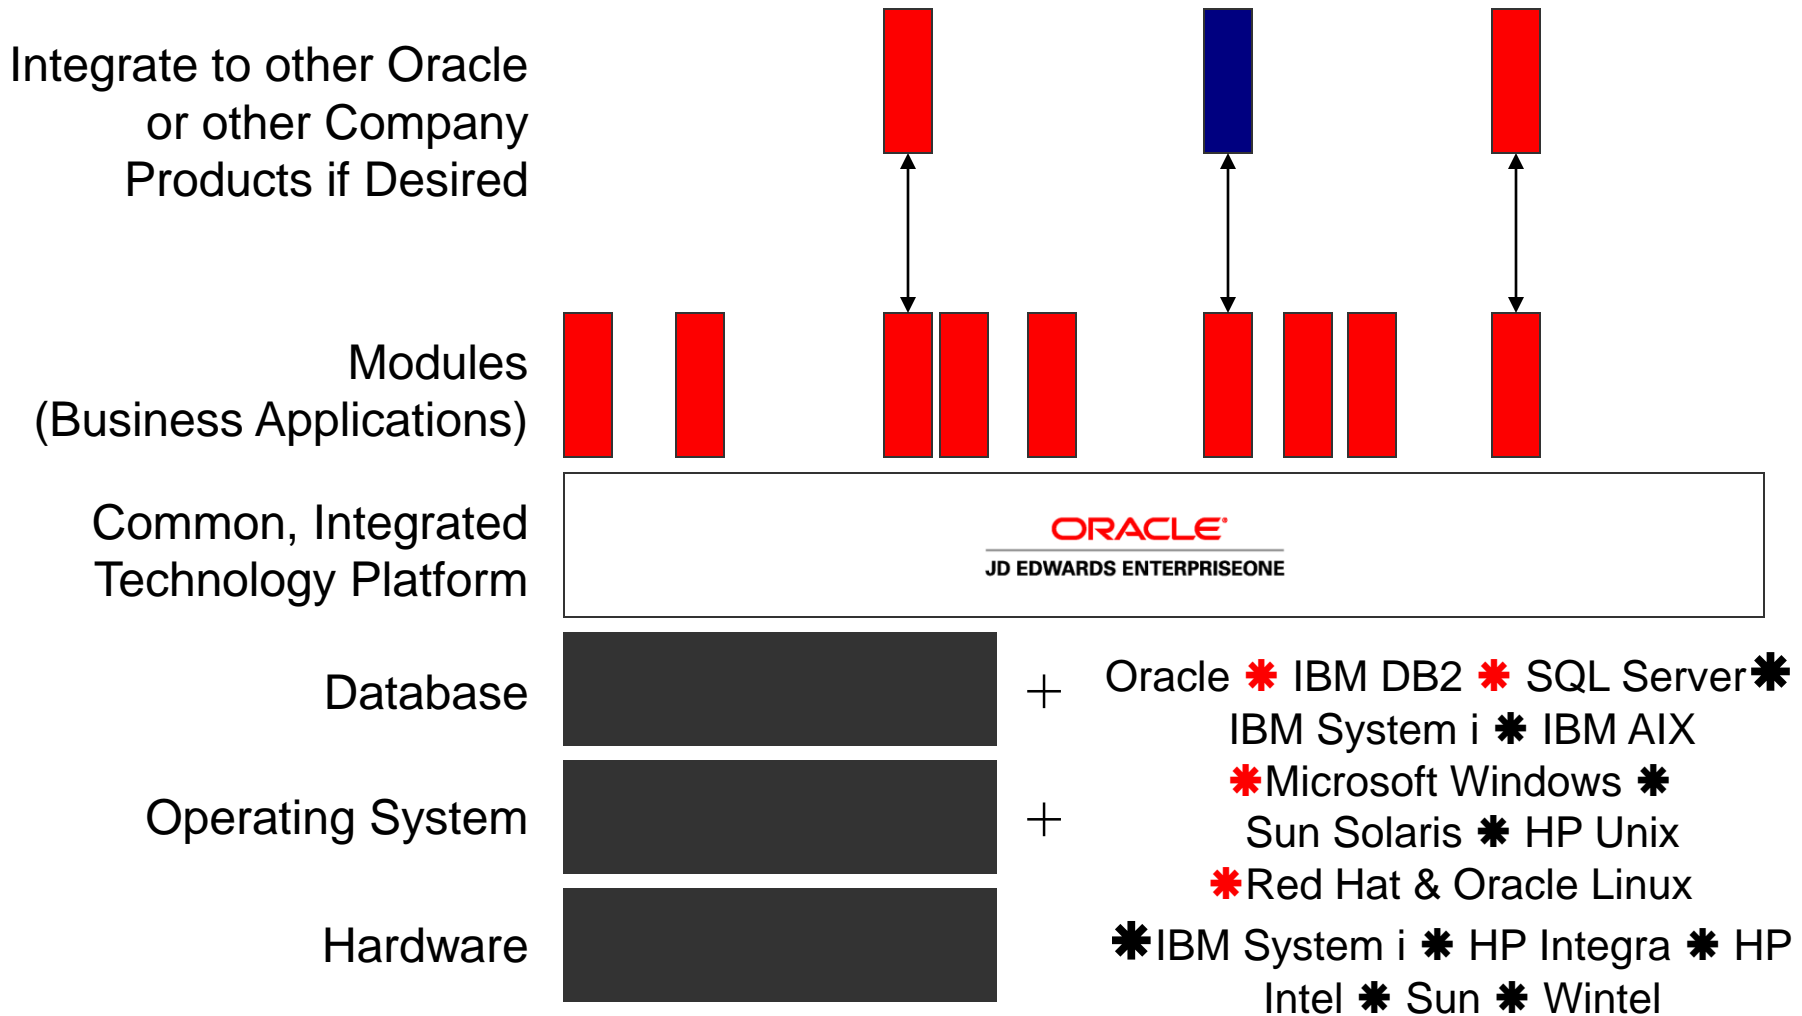 Integrate to other Oracle
or other Company
Products if Desired
Modules
(Business Applications)
Common, Integrated
Technology Platform
ORACLE®
JD EDWARDS ENTERPRISEONE
Database
+
Oracle ✱ IBM DB2 ✱ SQL Server✱
IBM System i ✱ IBM AIX
✱Microsoft Windows ✱
Operating System
+
Sun Solaris ✱ HP Unix
✱Red Hat & Oracle Linux
Hardware
✱IBM System i ✱ HP Integra ✱ HP
Intel ✱ Sun ✱ Wintel